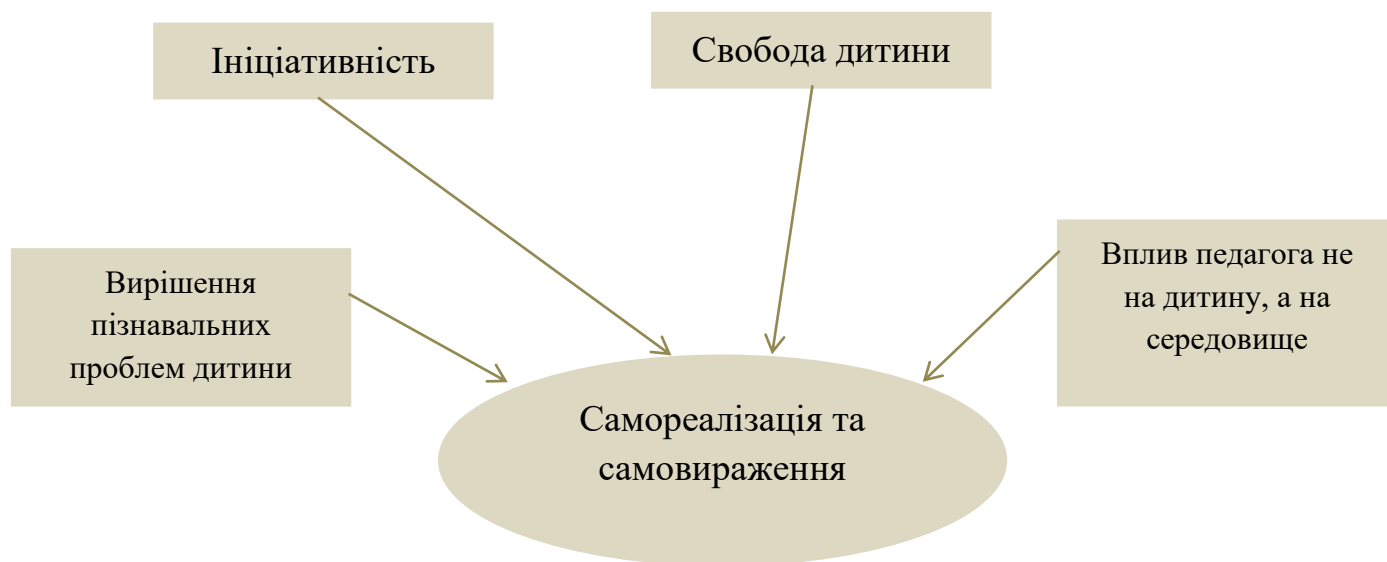 Ініціативність
Свобода дитини
Вирішення
пізнавальних
проблем дитини
Вплив педагога не
на дитину, а на
середовище
Самореалізація та
самовираження